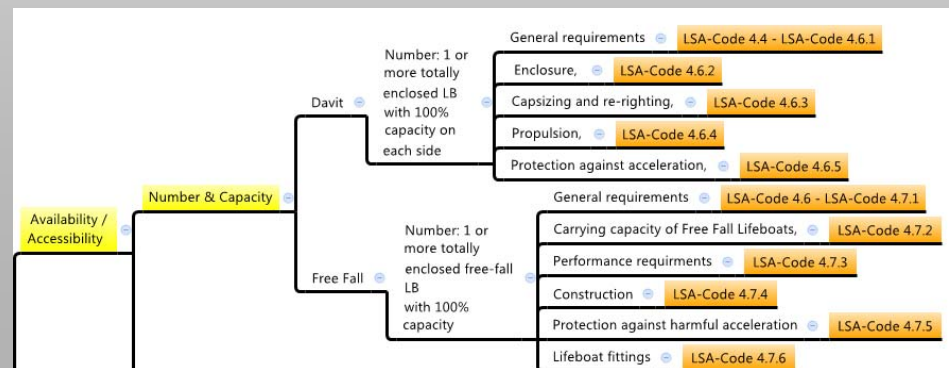 General requirements LSA-Code 4.4 - LSA-Code 4.6.1
Number: 1 or
more totally
enclosed LB
with 100%
capacity on
each side
Enclosure, LSA-Code 4.6.2
Davit
Capsizing and re-righting, LSA-Code 4.6.3
Propulsion, LSA-Code 4.6.4
Protection against acceleration, LSA-Code 4.6.5
Number & Capacity
General requirements LSA-Code 4.6 - LSA-Code 4.7.1
Availability /
Accessibility
Number: 1 or
more totally
enclosed free-fall
LB
with 100%
capacity
Carrying capacity of Free Fall Lifeboats, LSA-Code 4.7.2
Performance requirments LSA-Code 4.7.3
Free Fall
Construction LSA-Code 4.7.4
Protection against harmful acceleration LSA-Code 4.7.5
Lifeboat fittings LSA-Code 4.7.6